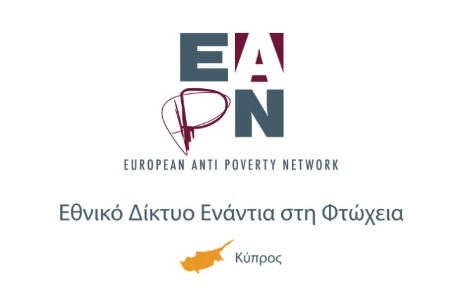 EA
PN
EUROPEAN ANTI POVERTY NETWORK
Εθνικό Δίκτυο Ενάντια στη Φτώχεια
Κύπρος